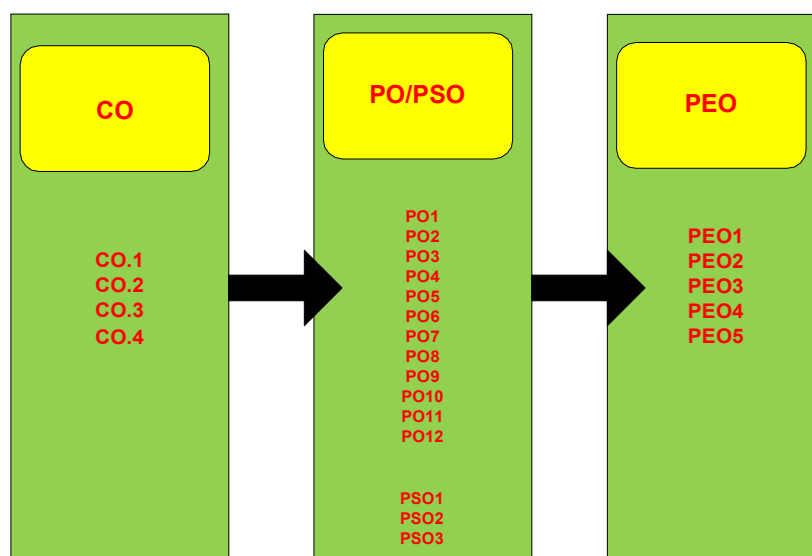 CO
CO.1
CO.2
CO.3
CO.4
PO/PSO
PO1
PO2
PO3
PO4
PO5
PO6
PO7
PO8
PO9
PO10
PO11
PO12
PSO1
PSO2
PSO3
PEO
PEO1
PEO2
PEO3
PEO4
PEO5